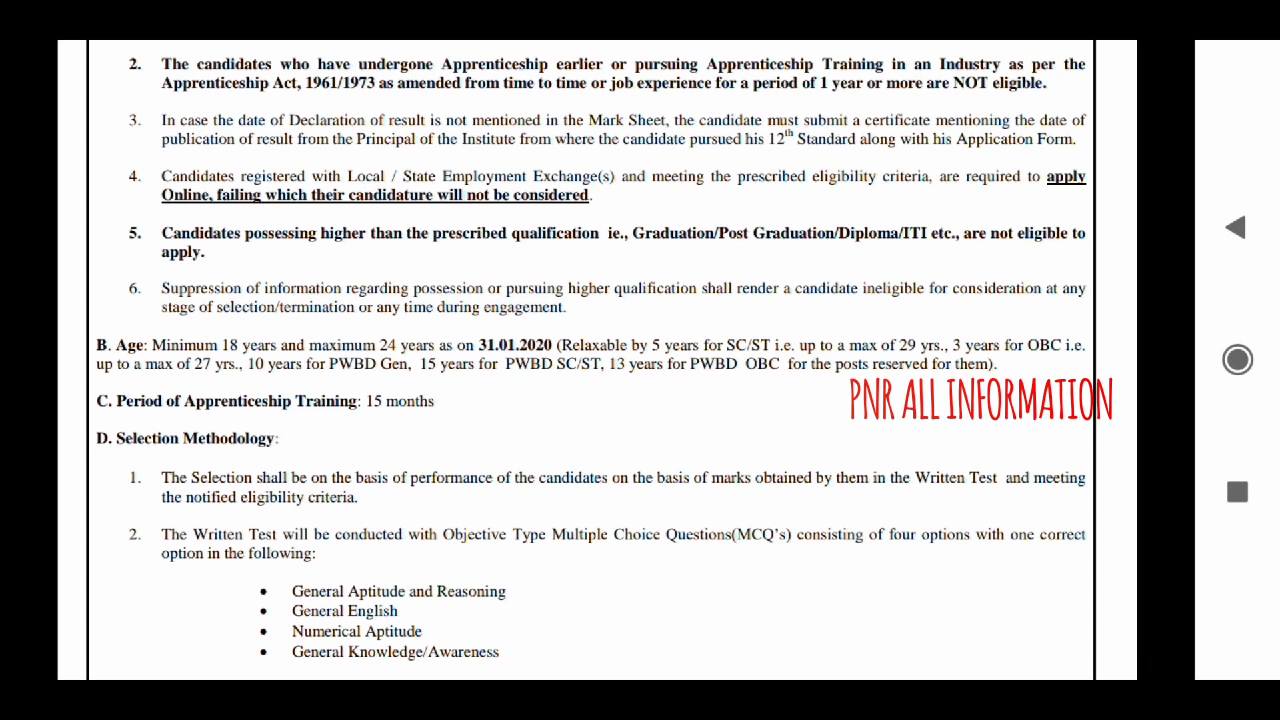 2. The candidates who have undergone Apprenticeship earlier or pursuing Apprenticeship Training in an Industry as per the
Apprenticeship Act, 1961/1973 as amended from time to time or job experience for a period of 1 year or more are NOT eligible.
3. In case the date of Declaration of result is not mentioned in the Mark Sheet, the candidate must submit a certificate mentioning the date of
publication of result from the Principal of the Institute from where the candidate pursued his 12th Standard along with his Application Form.
4. Candidates registered with Local / State Employment Exchange(s) and meeting the prescribed eligibility criteria, are required to apply
Online, failing which their candidature will not be considered.
5. Candidates possessing higher than the prescribed qualification ie., Graduation/Post Graduation/Diploma/ITI etc., are not eligible to
apply.
6. Suppression of information regarding possession or pursuing higher qualification shall render a candidate ineligible for consideration at any
stage of selection/termination or any time during engagement.
B. Age: Minimum 18 years and maximum 24 years as on 31.01.2020 (Relaxable by 5 years for SC/ST i.e. up to a max of 29 yrs., 3 years for OBC i.e.
up to a max of 27 yrs., 10 years for PWBD Gen, 15 years for PWBD SC/ST, 13 years for PWBD OBC for the posts reserved for them).
PNR ALL INFORMATION
C. Period of Apprenticeship Training: 15 months
D. Selection Methodology:
1. The Selection shall be on the basis of performance of the candidates on the basis of marks obtained by them in the Written Test and meeting
the notified eligibility criteria.
2. The Written Test will be conducted with Objective Type Multiple Choice Questions(MCQ's) consisting of four options with one correct
option in the following:
• General Aptitude and Reasoning
• General English
• Numerical Aptitude
• General Knowledge/Awareness